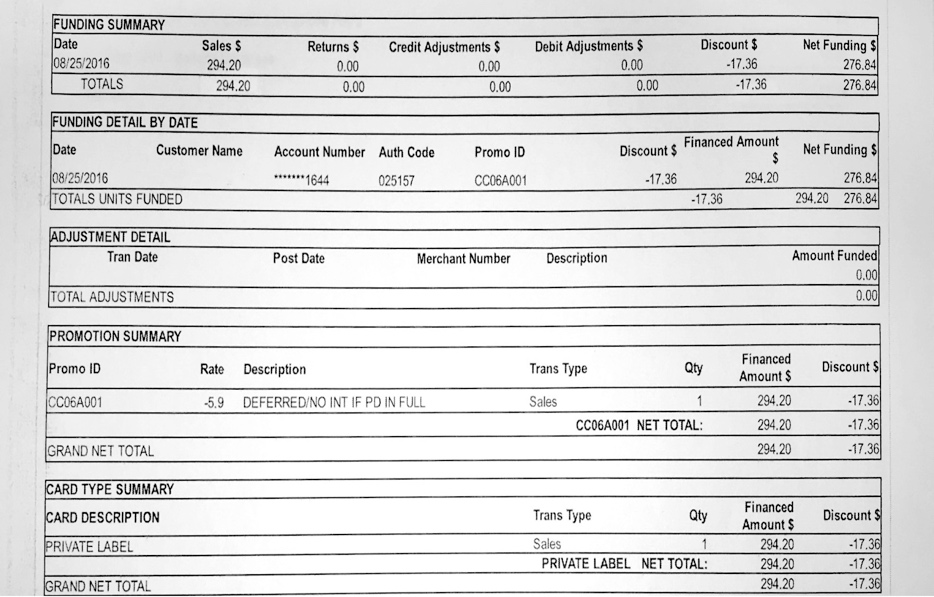 FUNDING SUMMARY
Date Sales $ Returns $ Credit Adjustments $ Debit Adjustments $ Discount $ Net Funding $
08/25/2016 294.20 0.00 0.00 0.00 -17.36 276.84
TOTALS 294.20 0.00 0.00 0.00 -17.36 276.84
FUNDING DETAIL BY DATE
Date Customer Name Account Number Auth Code Promo ID Discount $ Financed Amount $ Net Funding $
08/25/2016 *******1644 025157 CC06A001 -17.36 294.20 276.84
TOTALS UNITS FUNDED -17.36 294.20 276.84
ADJUSTMENT DETAIL
Tran Date Post Date Merchant Number Description Amount Funded
0.00
TOTAL ADJUSTMENTS 0.00
PROMOTION SUMMARY
Promo ID Rate Description Trans Type Qty Financed Amount $ Discount $
CC06A001 -5.9 DEFERRED/NO INT IF PD IN FULL Sales 1 294.20 -17.36
CC06A001 NET TOTAL: 294.20 -17.36
GRAND NET TOTAL 294.20 -17.36
CARD TYPE SUMMARY
CARD DESCRIPTION Trans Type Qty Financed Amount $ Discount $
PRIVATE LABEL Sales 1 294.20 -17.36
PRIVATE LABEL NET TOTAL: 294.20 -17.36
GRAND NET TOTAL 294.20 -17.36